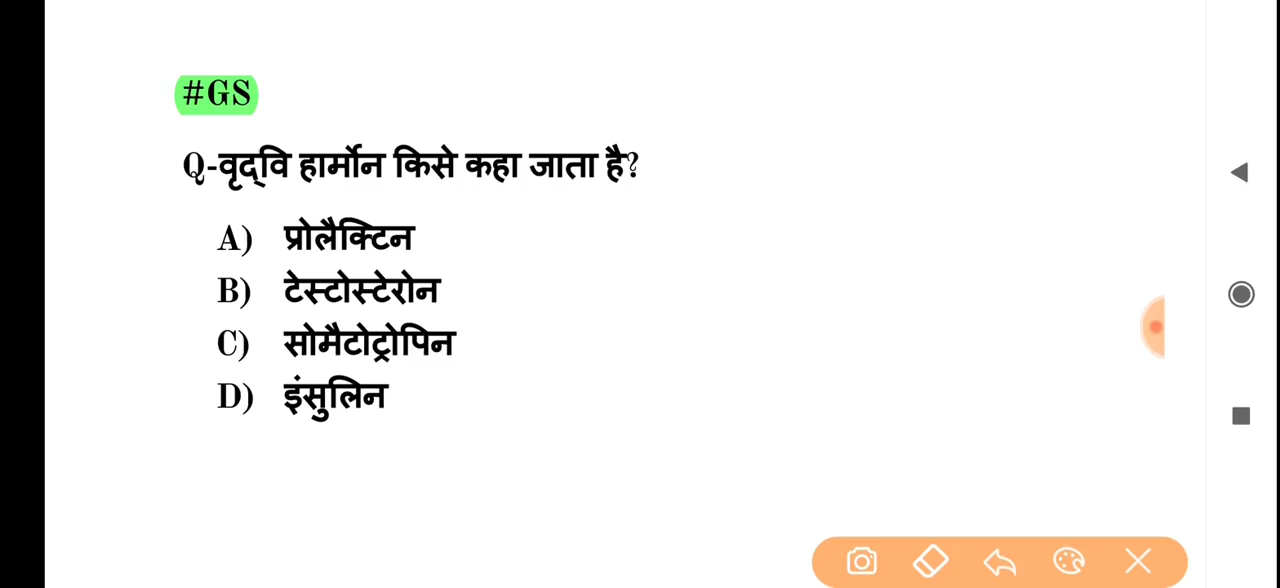 #GS
Q-वृद्वि हार्मोन किसे कहा जाता है?
A) प्रोलैक्टिन
B) टेस्टोस्टेरोन
C) सोमैटोट्रोपिन
D) इंसुलिन